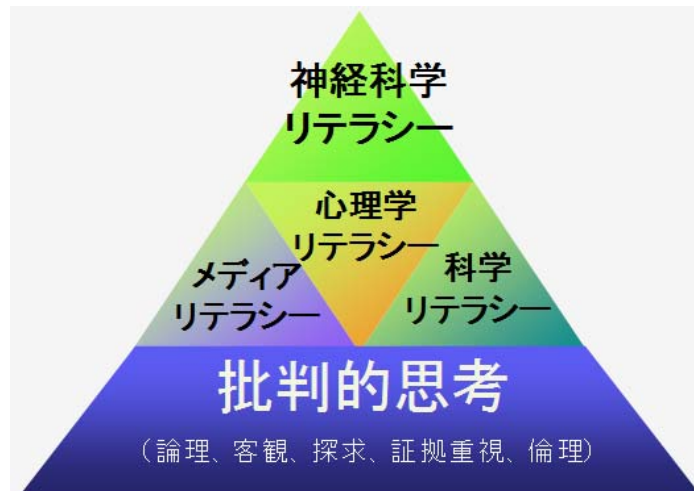 神経科学
リテラシー
心理学
リテラシー
メディア
リテラシー
科学
リテラシー
批判的思考
（論理、客観、探求、証拠重視、倫理）